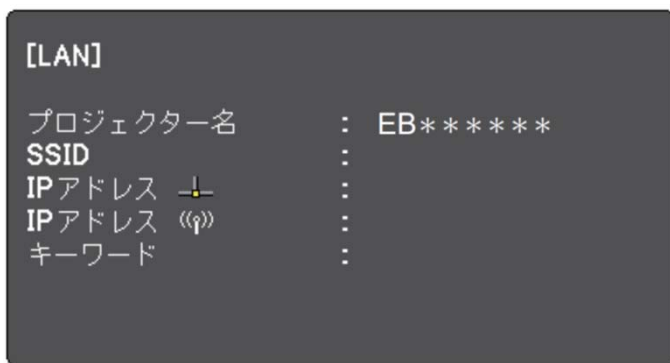 [LAN]
プロジェクター名 : EB******
SSID :
IPアドレス :
IPアドレス :
キーワード :